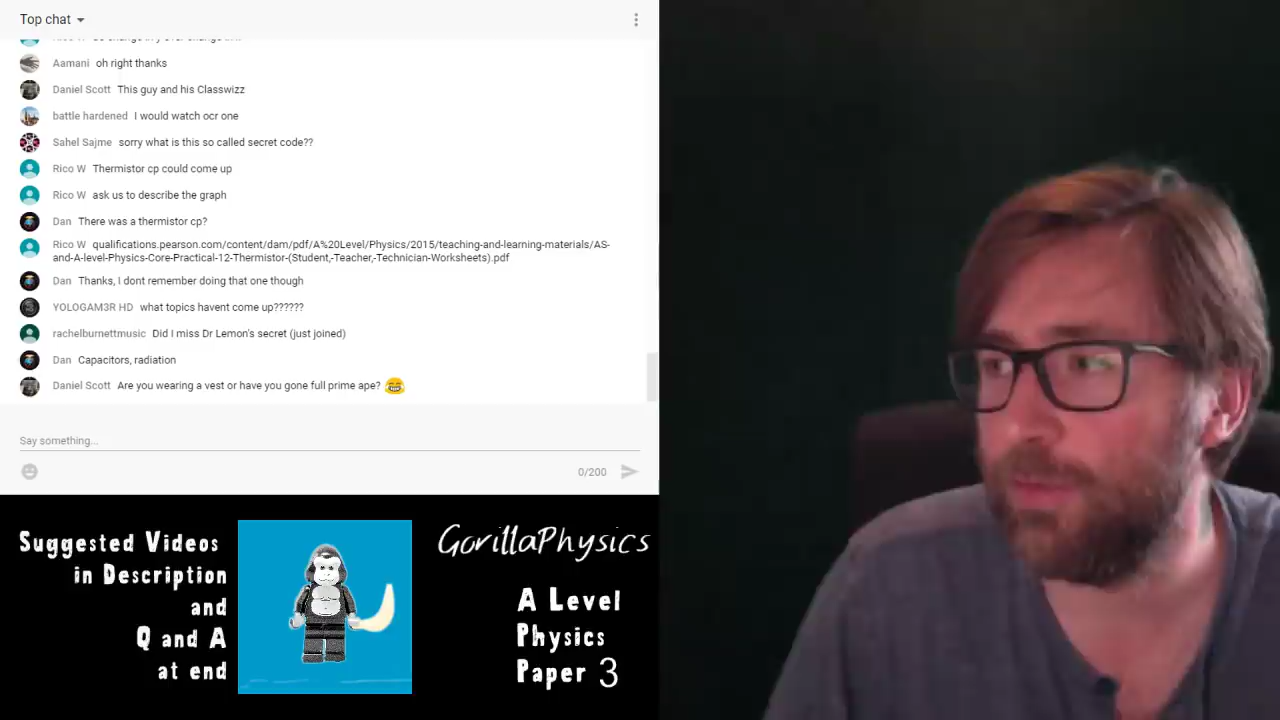 Top chat
Rico W
Aamani oh right thanks
Daniel Scott This guy and his Classwizz
battle hardened I would watch ocr one
Sahel Sajme sorry what is this so called secret code??
Rico W Thermistor cp could come up
Rico W ask us to describe the graph
Dan There was a thermistor cp?
Rico W qualifications.pearson.com/content/dam/pdf/A%20Level/Physics/2015/teaching-and-learning-materials/AS-
and-A-level-Physics-Core-Practical-12-Thermistor-(Student,-Teacher,-Technician-Worksheets).pdf
Dan Thanks, I dont remember doing that one though
YOLOGAM3R HD what topics havent come up??????
rachelburnettmusic Did I miss Dr Lemon's secret (just joined)
Dan Capacitors, radiation
Daniel Scott Are you wearing a vest or have you gone full prime ape?
Say something...
0/200
Suggested Videos
in Description
and
Q and A
at end
GorillaPhysics
A Level
Physics
Paper 3